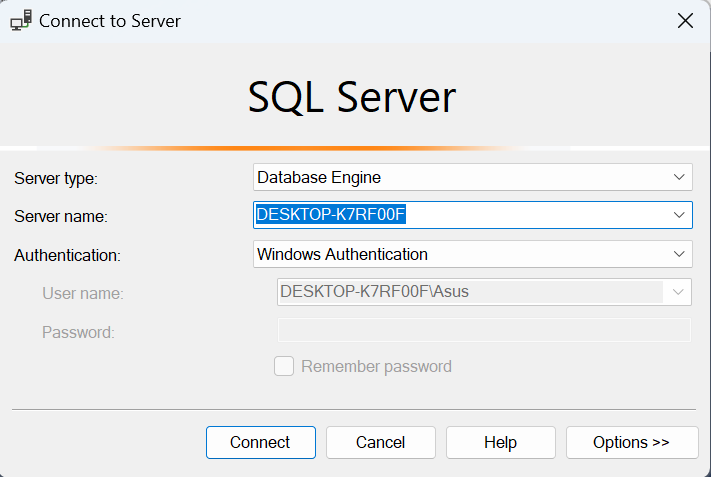 Connect to Server
SQL Server
Server type: Database Engine
Server name: DESKTOP-K7RF00F
Authentication: Windows Authentication
User name: DESKTOP-K7RF00F\Asus
Password:
Remember password
Connect Cancel Help Options >>